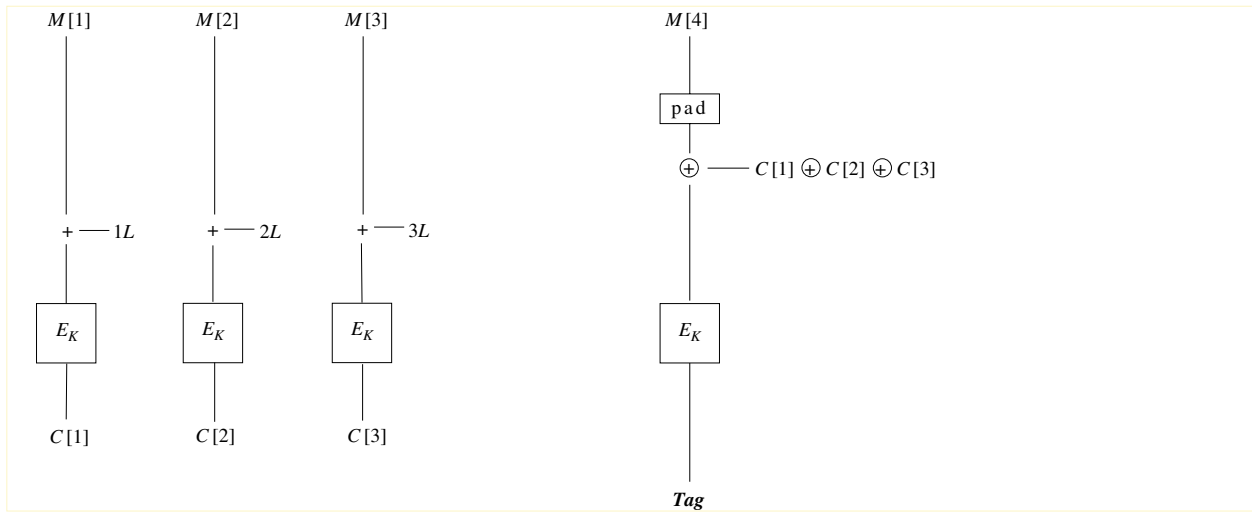 M[1] M[2] M[3] M[4]
pad
⊕ C[1] ⊕ C[2] ⊕ C[3]
+ 1L + 2L + 3L
E_K E_K E_K E_K
C[1] C[2] C[3]
Tag